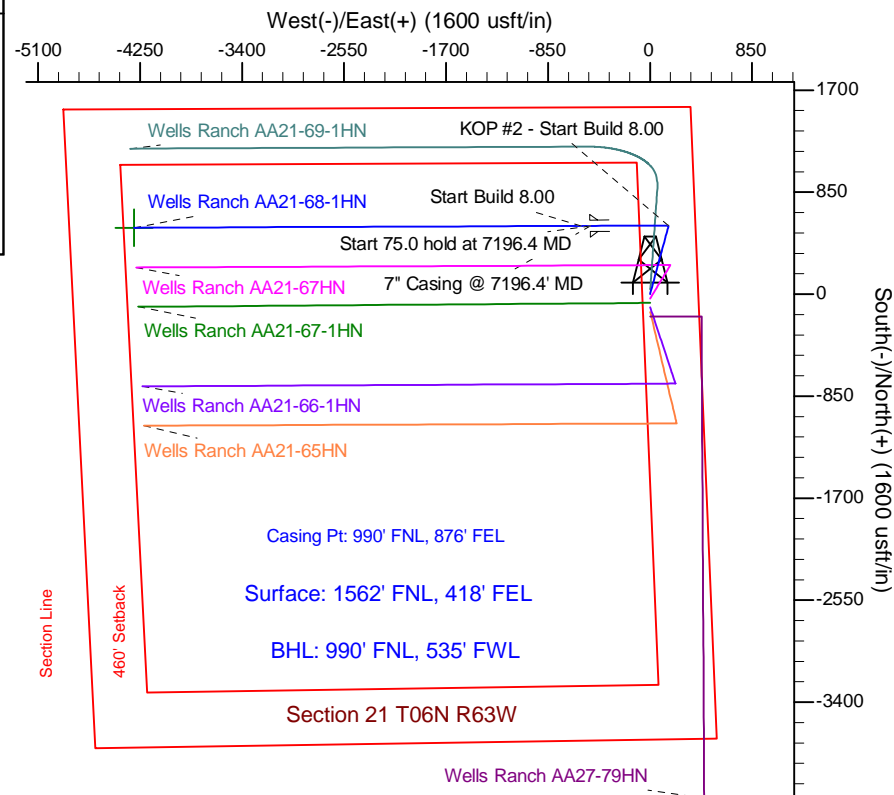 West(-)/East(+) (1600 usft/in)
-5100 -4250 -3400 -2550 -1700 -850 0 850
1700
Wells Ranch AA21-69-1HN
KOP #2 - Start Build 8.00
850
Wells Ranch AA21-68-1HN
Start Build 8.00
Start 75.0 hold at 7196.4 MD
Wells Ranch AA21-67HN
7" Casing @ 7196.4' MD
0
Wells Ranch AA21-67-1HN
South(-)/North(+) (1600 usft/in)
-850
Wells Ranch AA21-66-1HN
Wells Ranch AA21-65HN
-1700
Casing Pt: 990' FNL, 876' FEL
Surface: 1562' FNL, 418' FEL
-2550
Section Line
460' Setback
BHL: 990' FNL, 535' FWL
Section 21 T06N R63W
-3400
Wells Ranch AA27-79HN